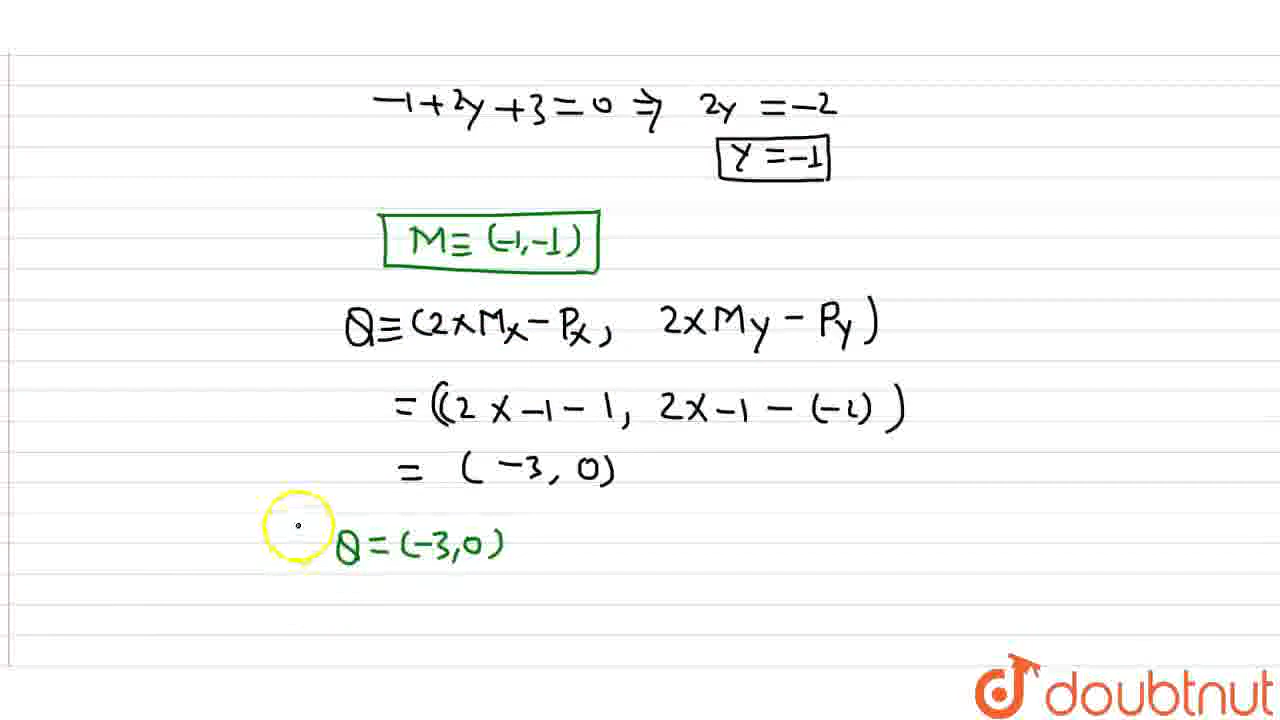 -1+2y+3=0 ⇒ 2y = -2
y = -1
M ≡ (-1,-1)
Q ≡ (2×Mx - Px, 2×My - Py)
= ((2 × -1 - 1, 2× -1 - (-2))
= (-3, 0)
Q = (-3,0)
doubtnut